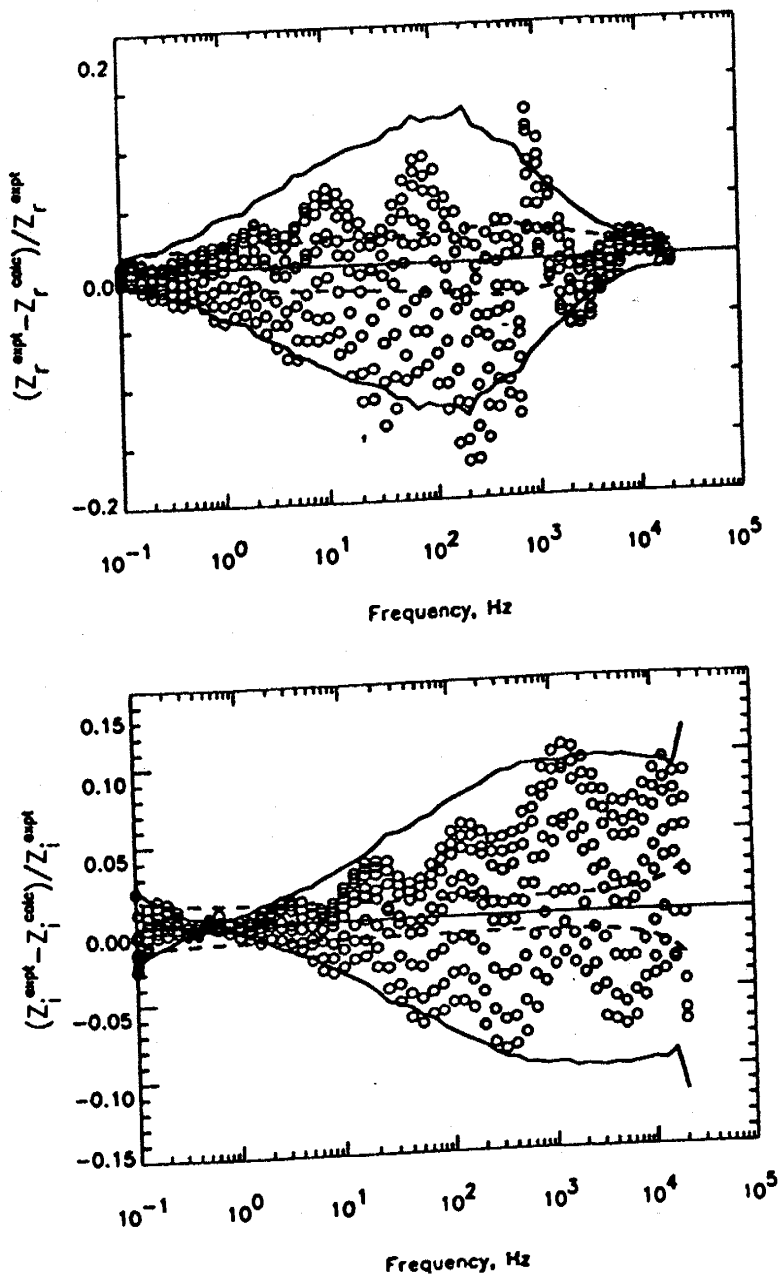 0.2
0.0
−0.2
(Z_r^expt − Z_r^calc)/Z_r^expt
10^-1 10^0 10^1 10^2 10^3 10^4 10^5
Frequency, Hz
0.15
0.10
0.05
0.00
−0.05
−0.10
−0.15
(Z_i^expt − Z_i^calc)/Z_i^expt
10^-1 10^0 10^1 10^2 10^3 10^4 10^5
Frequency, Hz